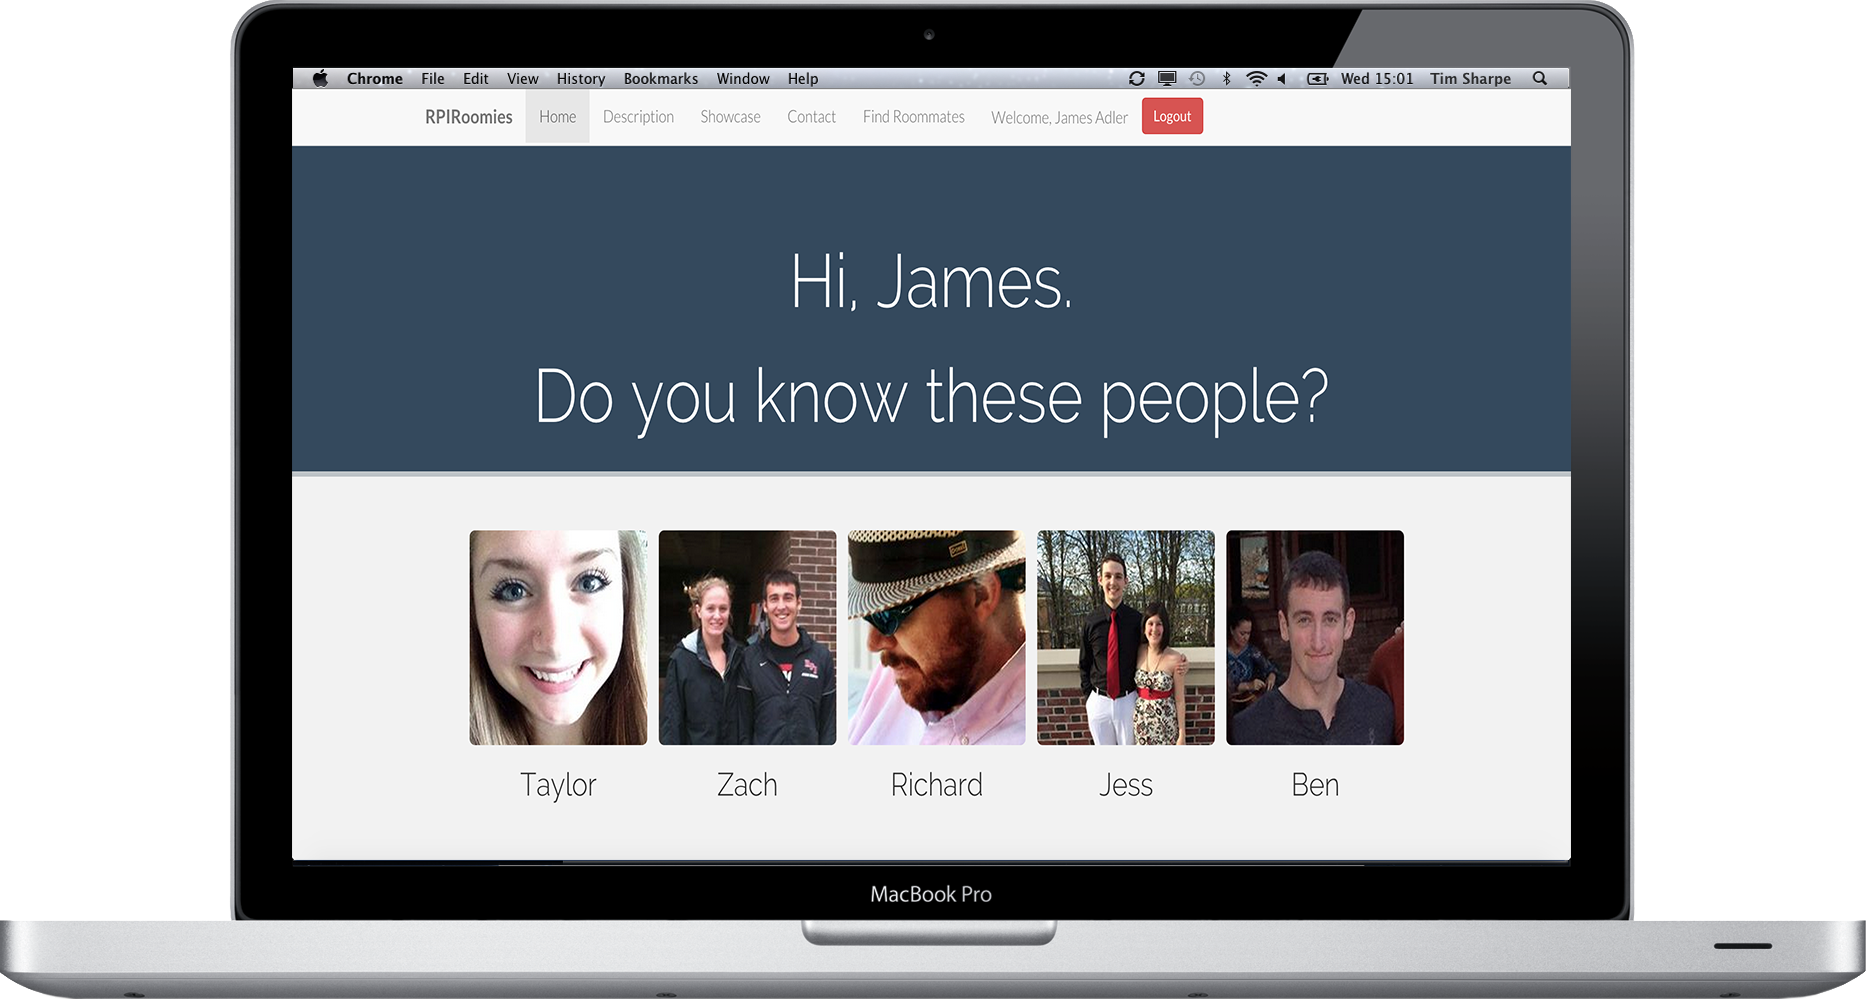 Chrome File Edit View History Bookmarks Window Help Wed 15:01 Tim Sharpe
RPIRoomies Home Description Showcase Contact Find Roommates Welcome, James Adler Logout
Hi, James.
Do you know these people?
Taylor Zach Richard Jess Ben
MacBook Pro